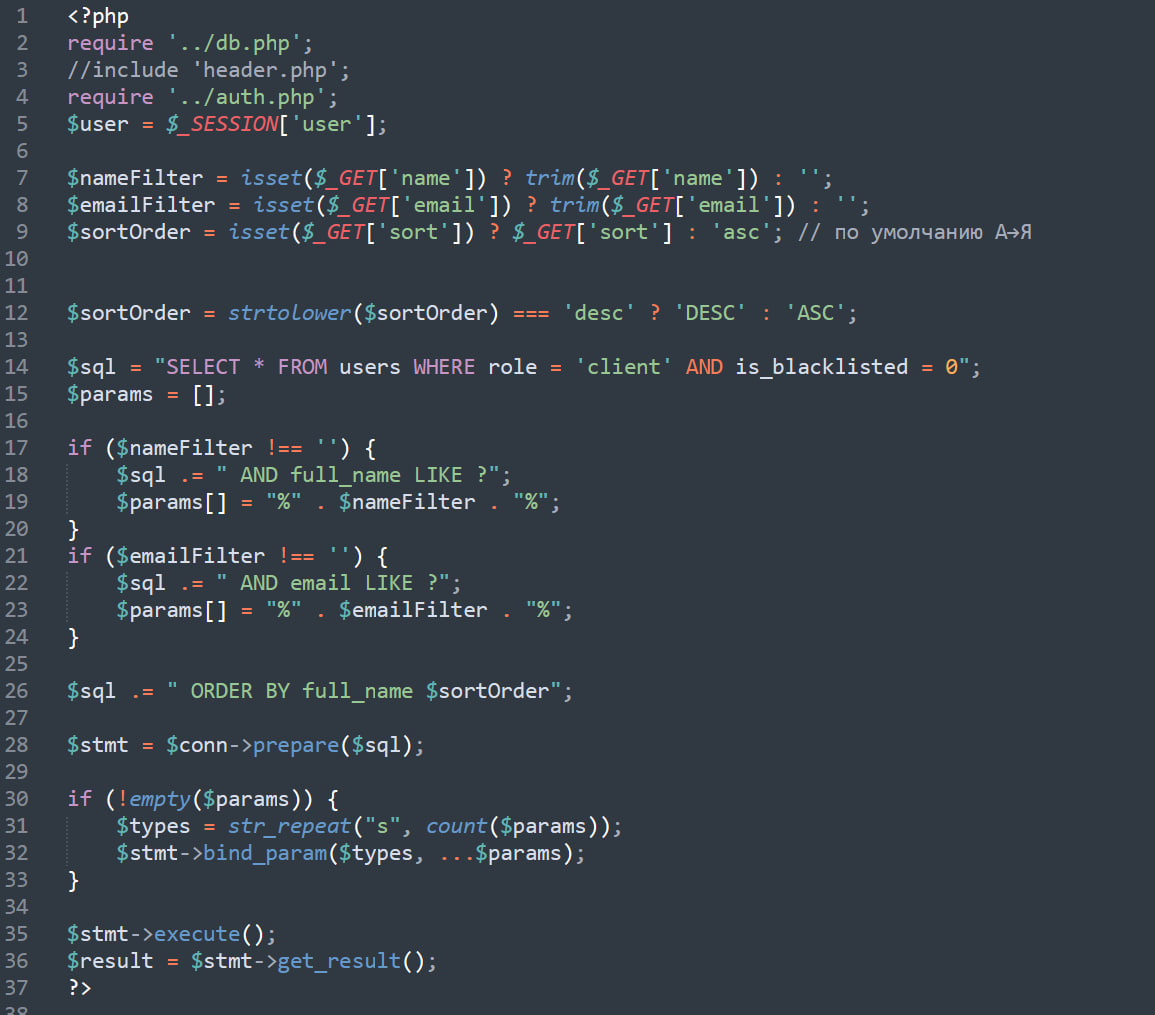 1 <?php
2 require '../db.php';
3 //include 'header.php';
4 require '../auth.php';
5 $user = $_SESSION['user'];
6
7 $nameFilter = isset($_GET['name']) ? trim($_GET['name']) : '';
8 $emailFilter = isset($_GET['email']) ? trim($_GET['email']) : '';
9 $sortOrder = isset($_GET['sort']) ? $_GET['sort'] : 'asc'; // по умолчанию А→Я
10
11
12 $sortOrder = strtolower($sortOrder) === 'desc' ? 'DESC' : 'ASC';
13
14 $sql = "SELECT * FROM users WHERE role = 'client' AND is_blacklisted = 0";
15 $params = [];
16
17 if ($nameFilter !== '') {
18     $sql .= " AND full_name LIKE ?";
19     $params[] = "%" . $nameFilter . "%";
20 }
21 if ($emailFilter !== '') {
22     $sql .= " AND email LIKE ?";
23     $params[] = "%" . $emailFilter . "%";
24 }
25
26 $sql .= " ORDER BY full_name $sortOrder";
27
28 $stmt = $conn->prepare($sql);
29
30 if (!empty($params)) {
31     $types = str_repeat("s", count($params));
32     $stmt->bind_param($types, ...$params);
33 }
34
35 $stmt->execute();
36 $result = $stmt->get_result();
37 ?>
38